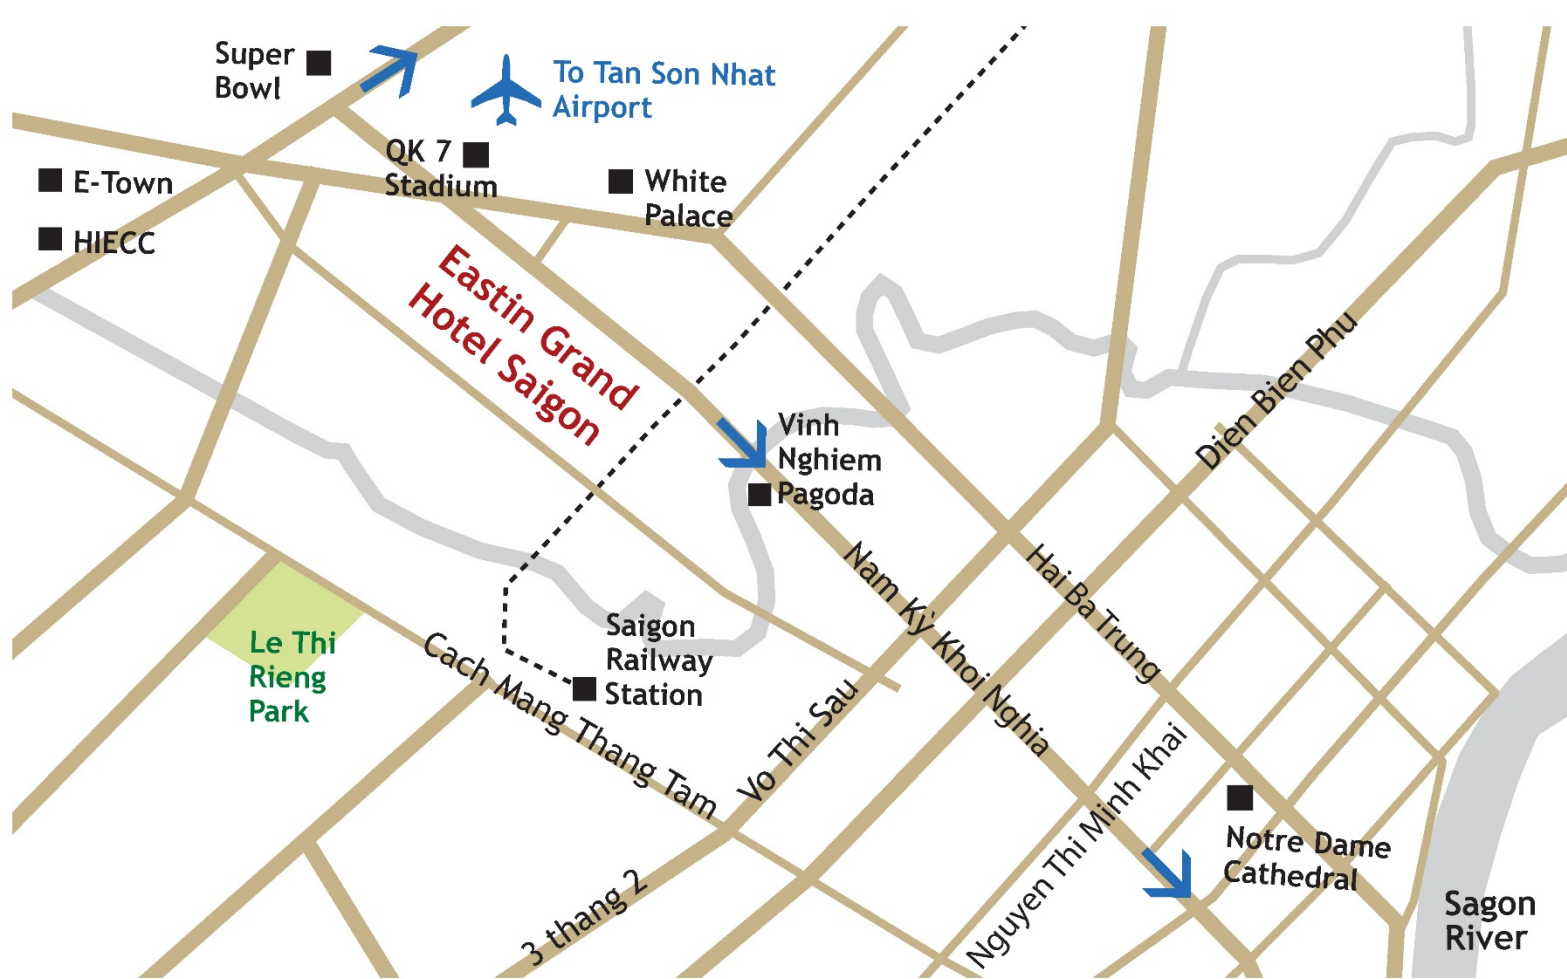 Super
Bowl
To Tan Son Nhat
Airport
QK 7
Stadium
E-Town
White
Palace
HIECC
Eastin Grand
Hotel Saigon
Dien Bien Phu
Vinh
Nghiem
Pagoda
Nam Kỳ Khoi Nghia
Hai Ba Trung
Le Thi
Rieng
Park
Saigon
Railway
Station
Cach Mang Thang Tam
Vo Thi Sau
Nguyen Thi Minh Khai
3 thang 2
Notre Dame
Cathedral
Sagon
River